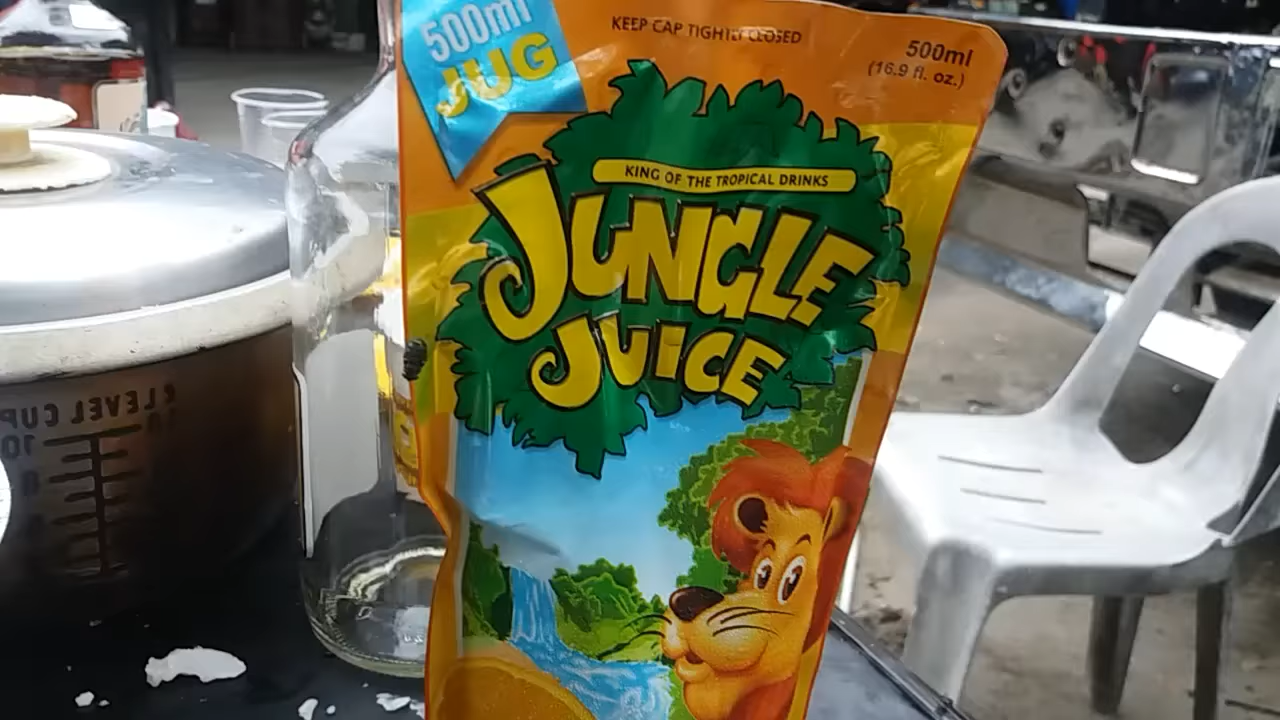 500ml
JUG
KEEP CAP TIGHTLY CLOSED
500ml
(16.9 fl. oz.)
KING OF THE TROPICAL DRINKS
JUNGLE
JUICE
LEVEL CUP
10